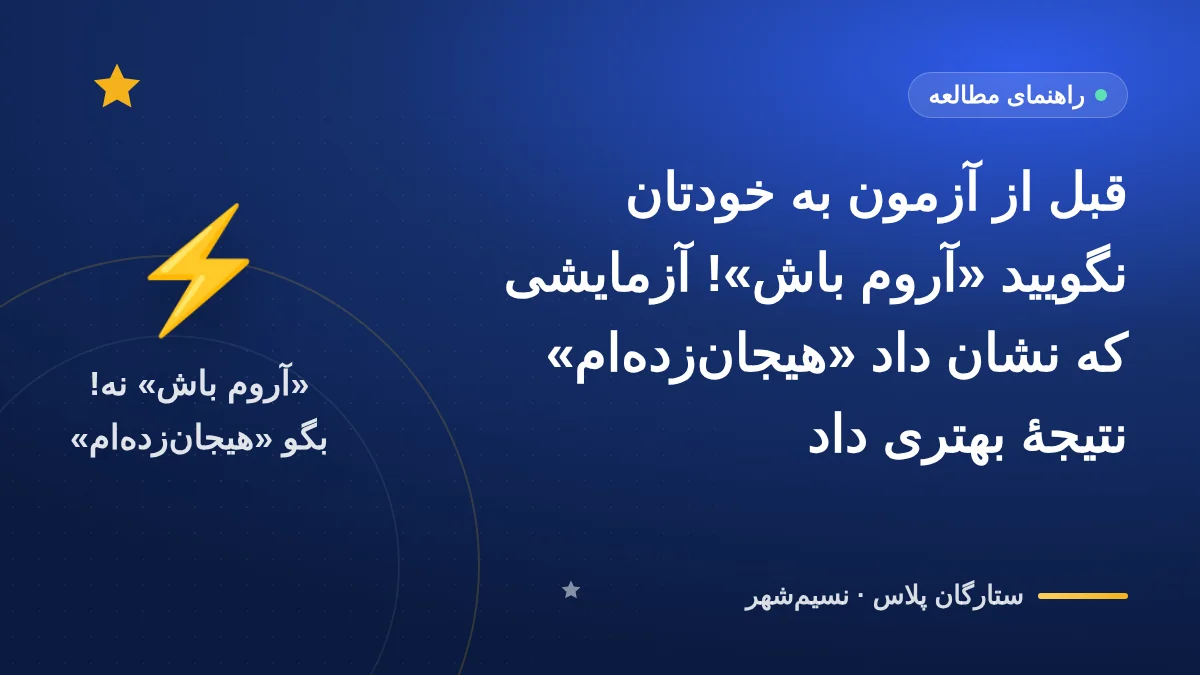 راهنمای مطالعه
قبل از آزمون به خودتان
نگویید «آروم باش»! آزمایشی
که نشان داد «هیجان‌زده‌ام»
نتیجهٔ بهتری داد
«آروم باش» نه!
بگو «هیجان‌زده‌ام»
ستارگان پلاس · نسیم‌شهر